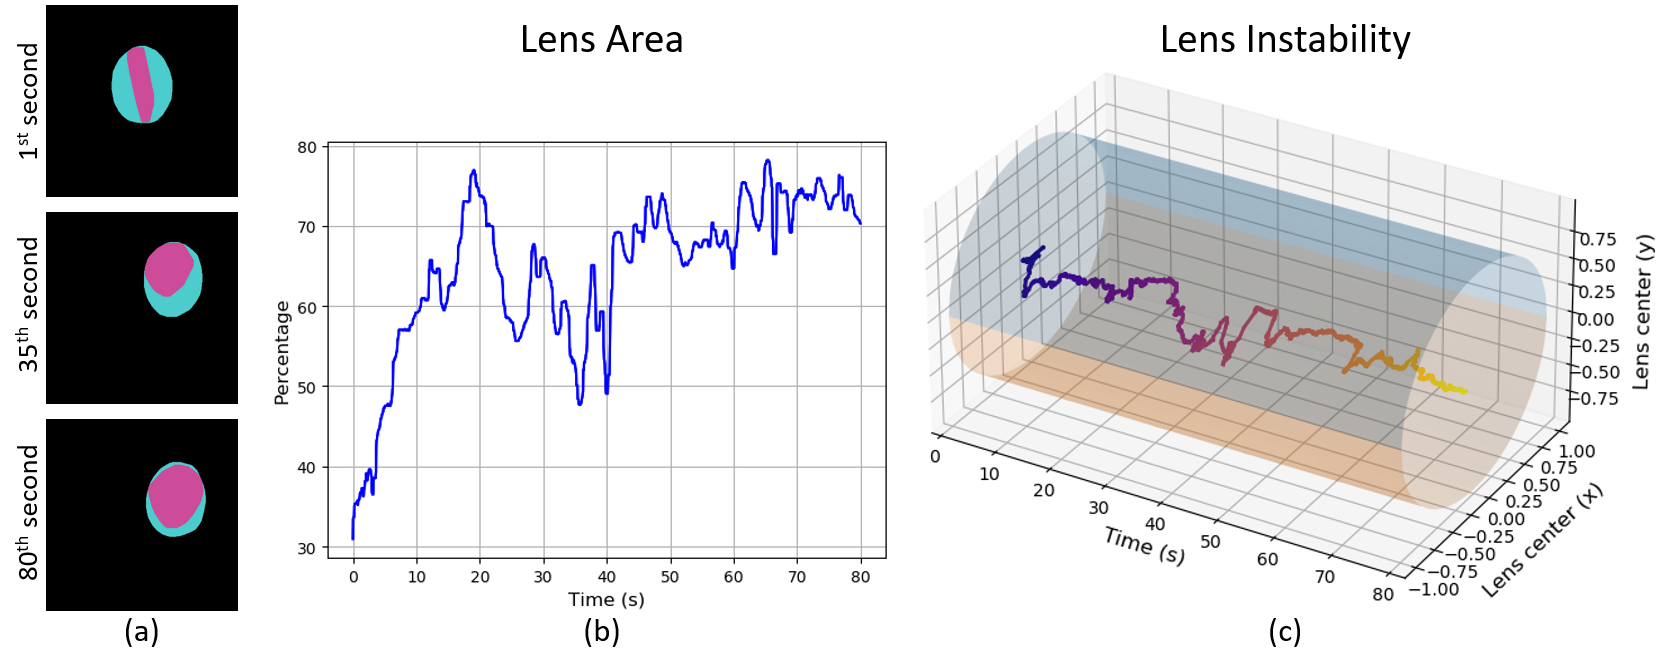 1st second
35th second
80th second
(a)
Lens Area
80
70
60
50
40
30
Percentage
0 10 20 30 40 50 60 70 80
Time (s)
(b)
Lens Instability
0.75
0.50
0.25
0.00
−0.25
−0.50
−0.75
Lens center (y)
1.00
0.75
0.50
0.25
0.00
−0.25
−0.50
−0.75
−1.00
Lens center (x)
0 10 20 30 40 50 60 70 80
Time (s)
(c)